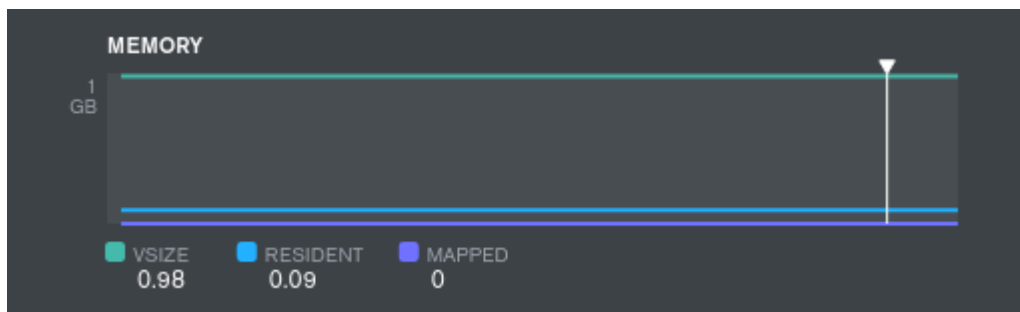 MEMORY
1
GB
VSIZE RESIDENT MAPPED
0.98 0.09 0